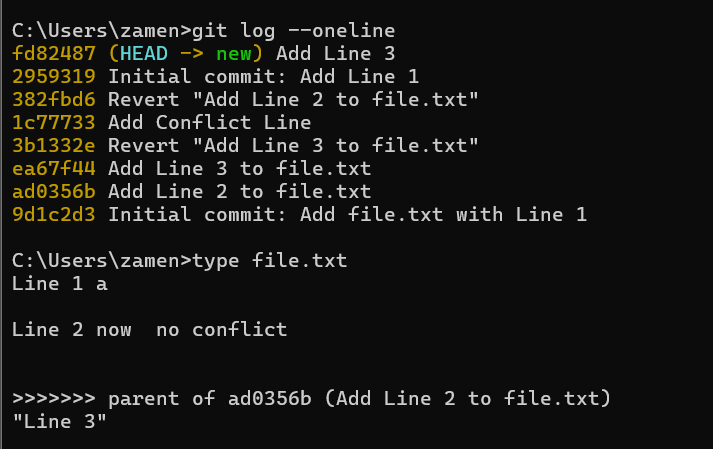 C:\Users\zamen>git log --oneline
fd82487 (HEAD -> new) Add Line 3
2959319 Initial commit: Add Line 1
382fbd6 Revert "Add Line 2 to file.txt"
1c77733 Add Conflict Line
3b1332e Revert "Add Line 3 to file.txt"
ea67f44 Add Line 3 to file.txt
ad0356b Add Line 2 to file.txt
9d1c2d3 Initial commit: Add file.txt with Line 1
C:\Users\zamen>type file.txt
Line 1 a
Line 2 now  no conflict
>>>>>>> parent of ad0356b (Add Line 2 to file.txt)
"Line 3"